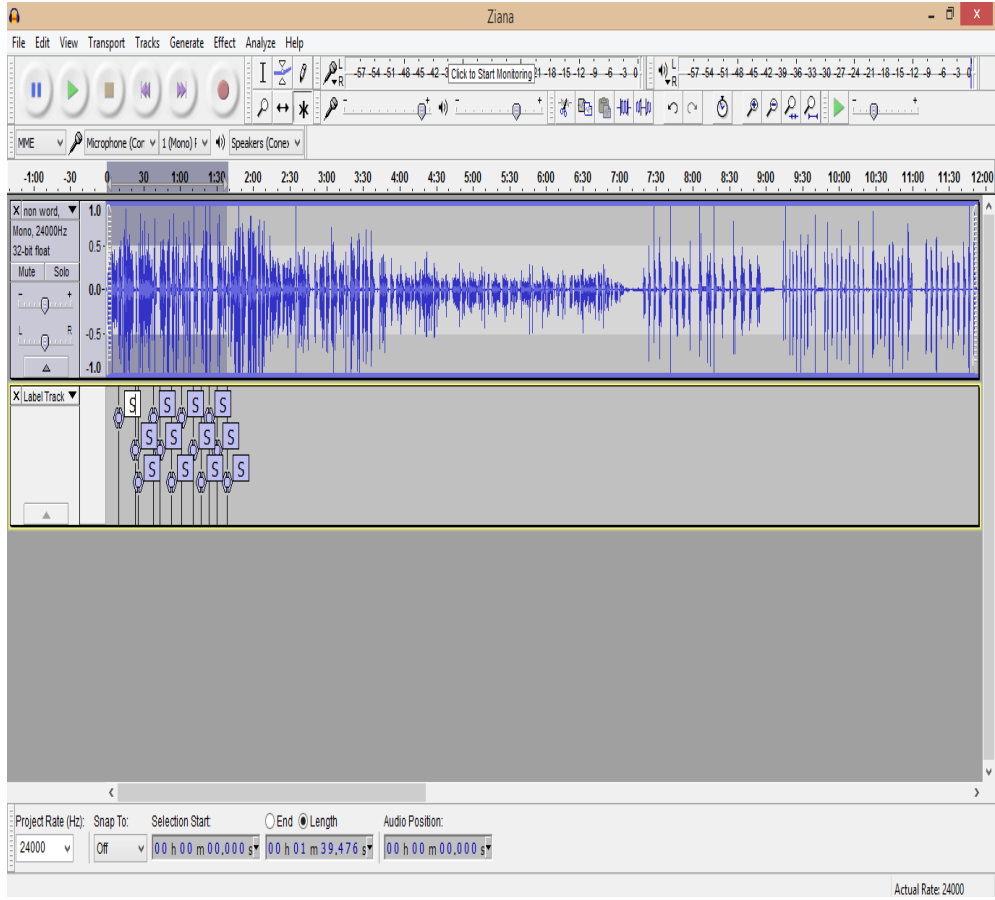 Ziana
File Edit View Transport Tracks Generate Effect Analyze Help
L -57 -54 -51 -48 -45 -42 -3 Click to Start Monitoring 21 -18 -15 -12 -9 -6 -3 0 L -57 -54 -51 -48 -45 -42 -39 -36 -33 -30 -27 -24 -21 -18 -15 -12 -9 -6 -3 0
R R
- + - + - +
MME Microphone (Cor 1 (Mono) F Speakers (Conex
-1:00 -30 0 30 1:00 1:30 2:00 2:30 3:00 3:30 4:00 4:30 5:00 5:30 6:00 6:30 7:00 7:30 8:00 8:30 9:00 9:30 10:00 10:30 11:00 11:30 12:00
X non word, 1.0
Mono, 24000Hz
32-bit float 0.5
Mute Solo
- + 0.0
L R -0.5
-1.0
X Label Track S S S S
S S S S
S S S S
Project Rate (Hz): Snap To: Selection Start: End Length Audio Position:
24000 Off 00 h 00 m 00.000 s 00 h 01 m 39.476 s 00 h 00 m 00.000 s
Actual Rate: 24000